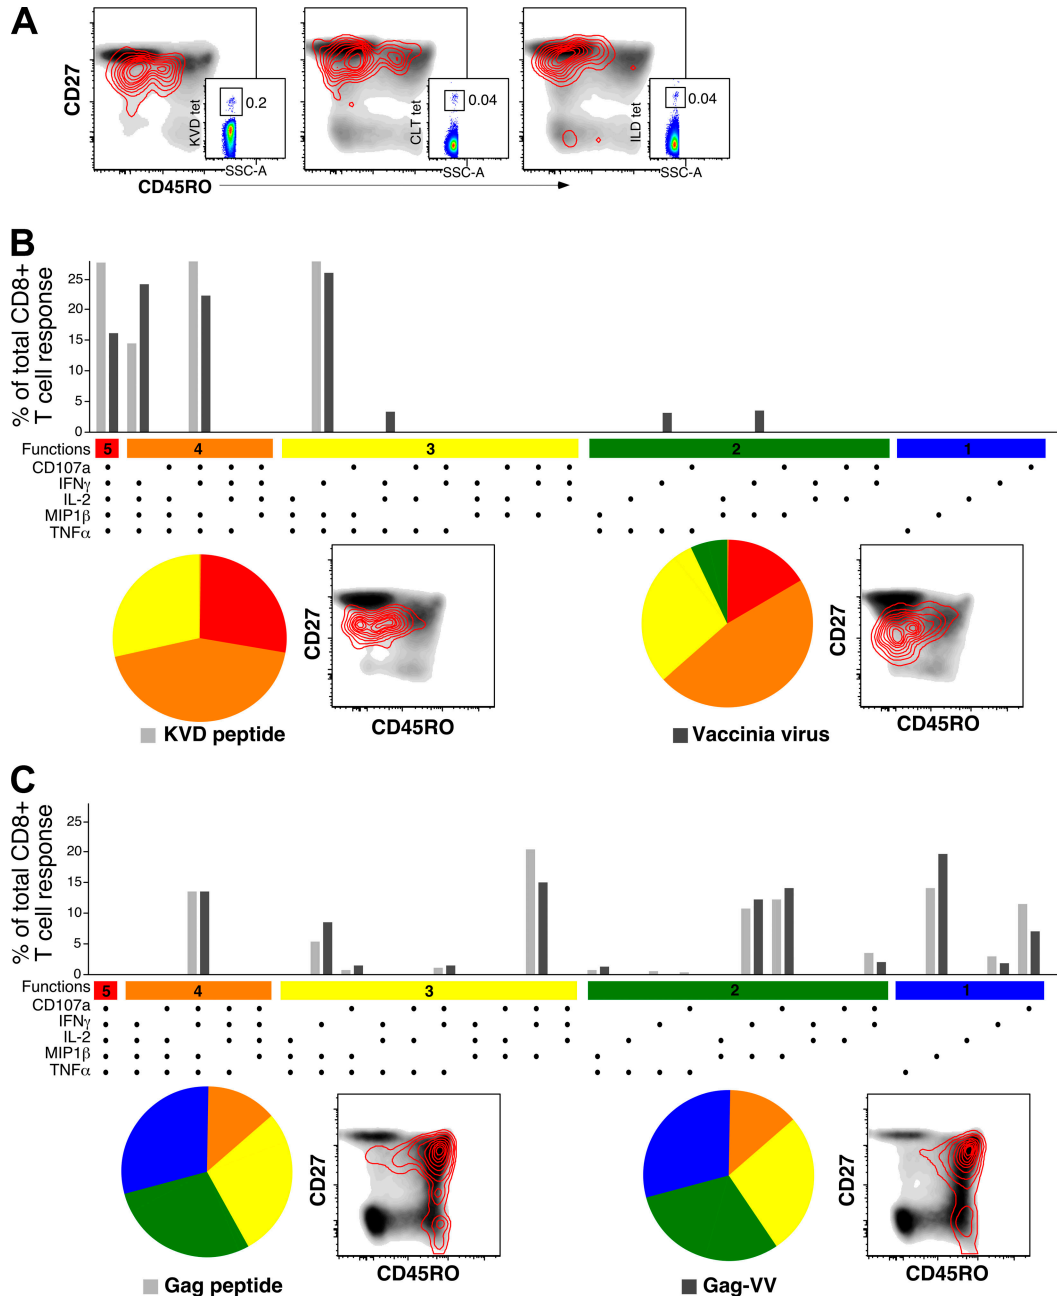 A
CD27
KVD tet
0.2
SSC-A
CLT tet
0.04
SSC-A
ILD tet
0.04
SSC-A
CD45RO
B
% of total CD8+
T cell response
25
20
15
10
5
0
Functions
5
4
3
2
1
CD107a
IFNγ
IL-2
MIP1β
TNFα
CD27
CD45RO
KVD peptide
CD27
CD45RO
Vaccinia virus
C
% of total CD8+
T cell response
25
20
15
10
5
0
Functions
5
4
3
2
1
CD107a
IFNγ
IL-2
MIP1β
TNFα
CD27
CD45RO
Gag peptide
CD27
CD45RO
Gag-VV